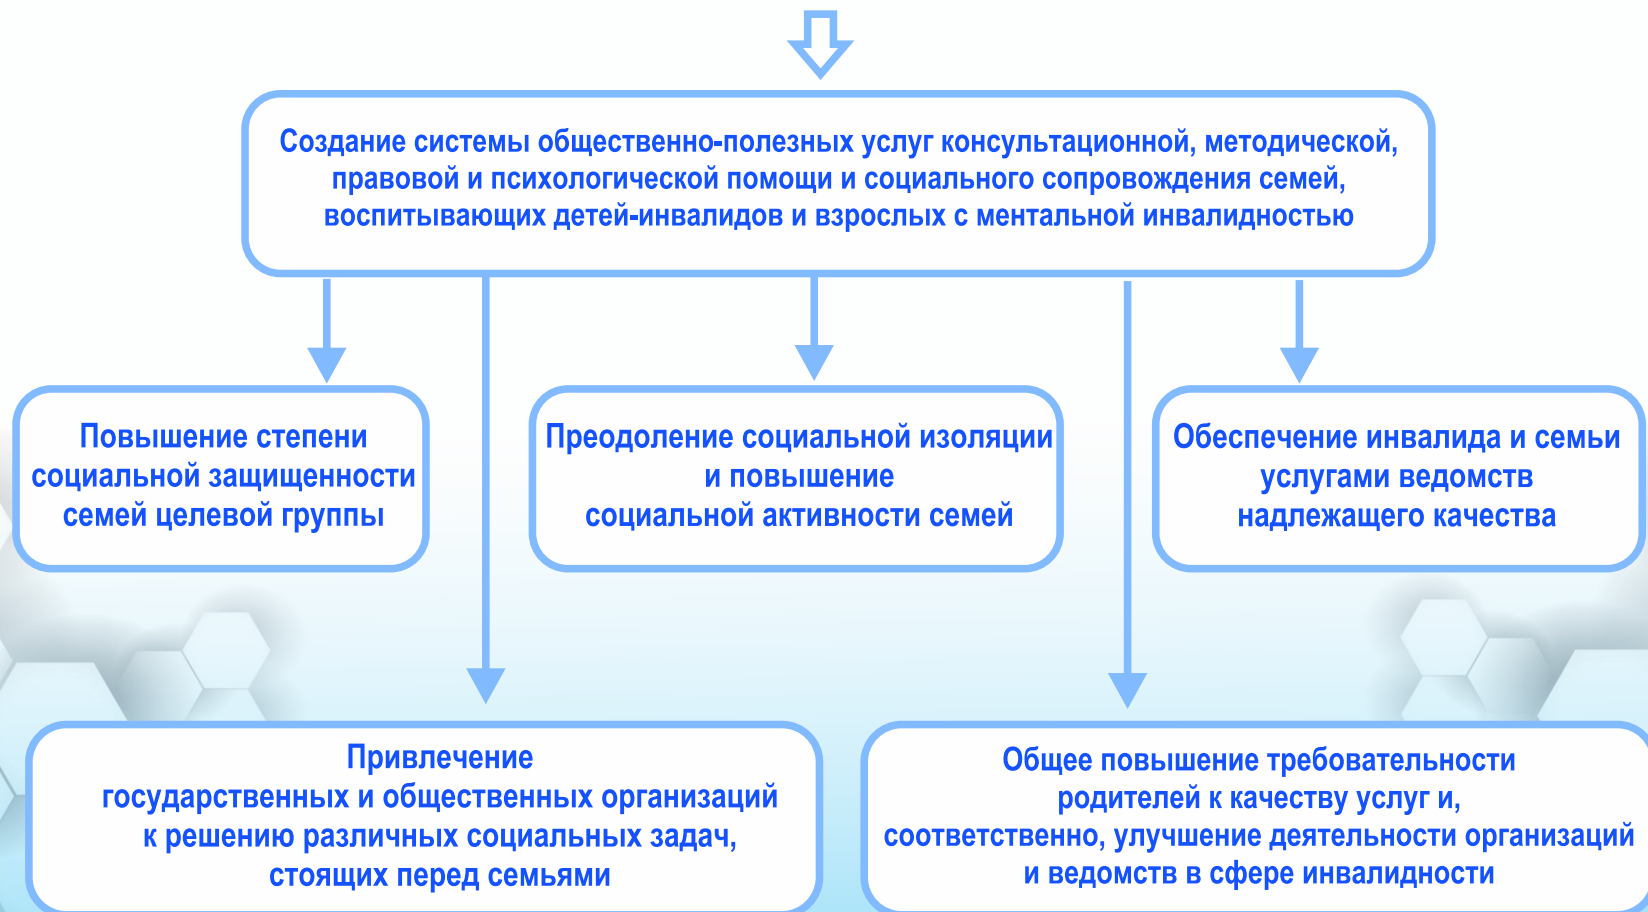 Создание системы общественно-полезных услуг консультационной, методической,
правовой и психологической помощи и социального сопровождения семей,
воспитывающих детей-инвалидов и взрослых с ментальной инвалидностью
Повышение степени
социальной защищенности
семей целевой группы
Преодоление социальной изоляции
и повышение
социальной активности семей
Обеспечение инвалида и семьи
услугами ведомств
надлежащего качества
Привлечение
государственных и общественных организаций
к решению различных социальных задач,
стоящих перед семьями
Общее повышение требовательности
родителей к качеству услуг и,
соответственно, улучшение деятельности организаций
и ведомств в сфере инвалидности